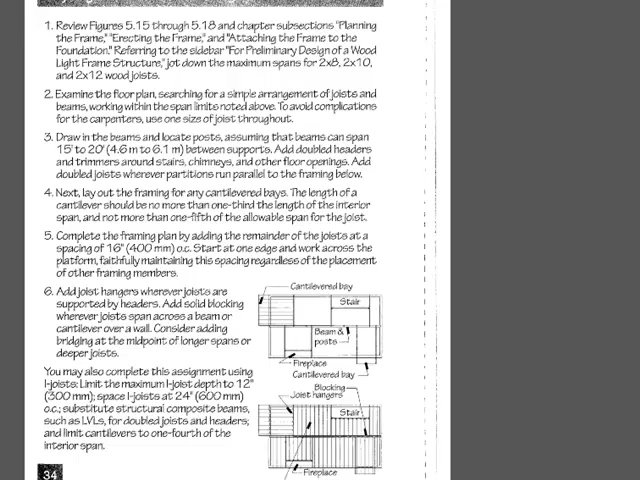 1. Review Figures 5.15 through 5.18 and chapter subsections "Planning
the Frame," "Erecting the Frame," and "Attaching the Frame to the
Foundation." Referring to the sidebar "For Preliminary Design of a Wood
Light Frame Structure," jot down the maximum spans for 2x8, 2x10,
and 2x12 wood joists.
2. Examine the floor plan, searching for a simple arrangement of joists and
beams, working within the span limits noted above. To avoid complications
for the carpenters, use one size of joist throughout.
3. Draw in the beams and locate posts, assuming that beams can span
15' to 20' (4.6 m to 6.1 m) between supports. Add doubled headers
and trimmers around stairs, chimneys, and other floor openings. Add
doubled joists wherever partitions run parallel to the framing below.
4. Next, lay out the framing for any cantilevered bays. The length of a
cantilever should be no more than one-third the length of the interior
span, and not more than one-fifth of the allowable span for the joist.
5. Complete the framing plan by adding the remainder of the joists at a
spacing of 16" (400 mm) o.c. Start at one edge and work across the
platform, faithfully maintaining this spacing regardless of the placement
of other framing members.
6. Add joist hangers wherever joists are
supported by headers. Add solid blocking
wherever joists span across a beam or
cantilever over a wall. Consider adding
bridging at the midpoint of longer spans or
deeper joists.
You may also complete this assignment using
I-joists: Limit the maximum I-joist depth to 12"
(300 mm); space I-joists at 24" (600 mm)
o.c.; substitute structural composite beams,
such as LVLs, for doubled joists and headers;
and limit cantilevers to one-fourth of the
interior span.
Cantilevered bay
Stair
Beam &
posts
Fireplace
Cantilevered bay
Blocking
Joist hangers
Stair
Fireplace
34